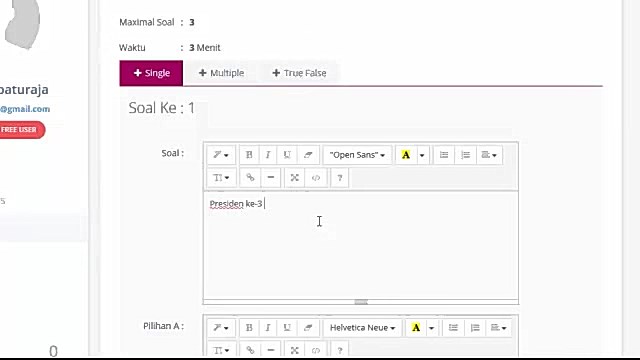 Maximal Soal : 3
Waktu : 3 Menit
baturaja
@gmail.com
FREE USER
+ Single
+ Multiple
+ True False
Soal Ke : 1
Soal :
B I U "Open Sans" A
TI ?
Presiden ke-3
Pilihan A :
B I U Helvetica Neue A
TI ?
0